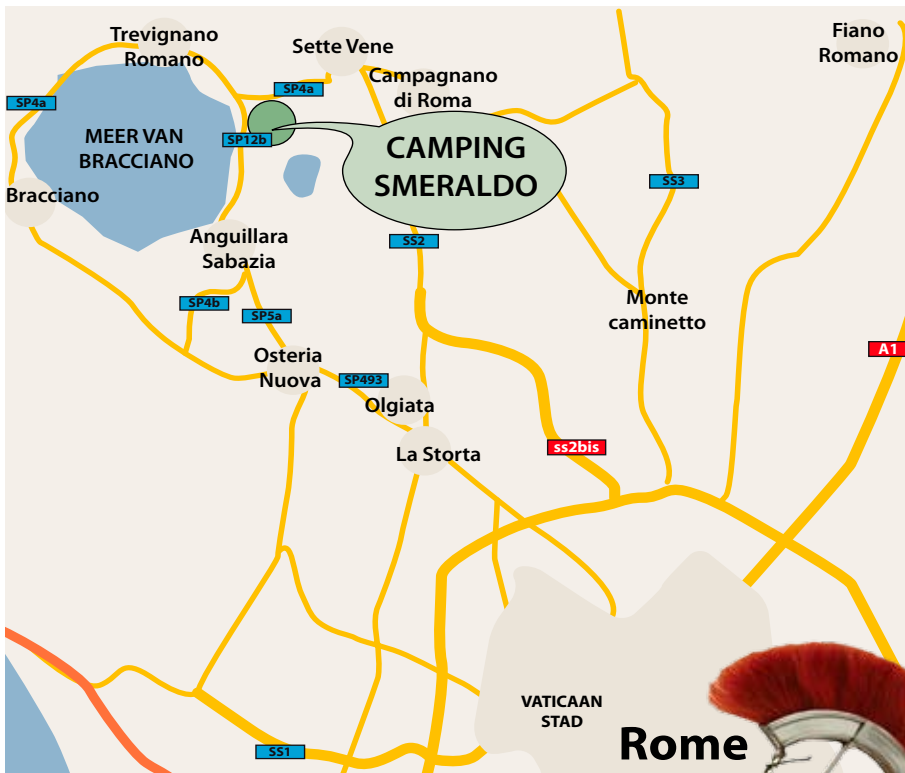 Trevignano
Romano
Sette Vene
Fiano
Romano
Campagnano
di Roma
SP4a
SP4a
MEER VAN
BRACCIANO
SP12b
CAMPING
SMERALDO
SS3
Bracciano
Anguillara
Sabazia
SS2
SP4b
SP5a
Monte
caminetto
A1
Osteria
Nuova
SP493
Olgiata
La Storta
ss2bis
VATICAAN
STAD
Rome
SS1